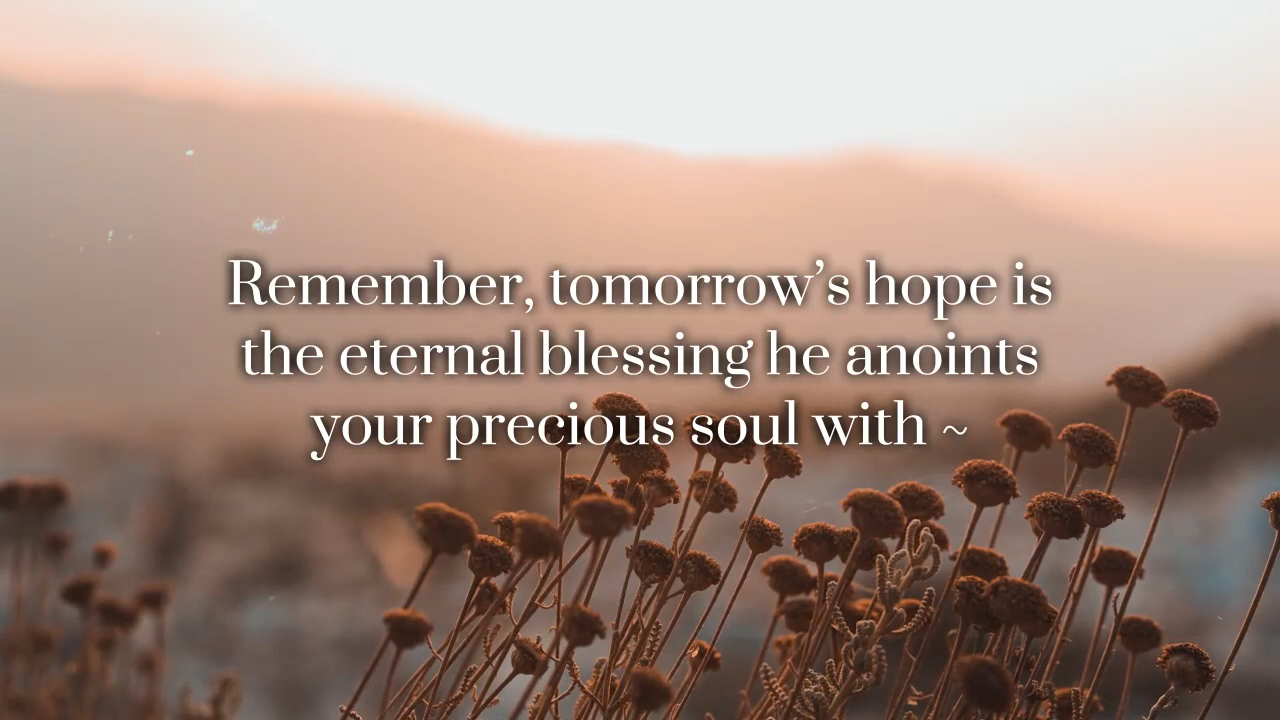 Remember, tomorrow’s hope is
the eternal blessing he anoints
your precious soul with ~